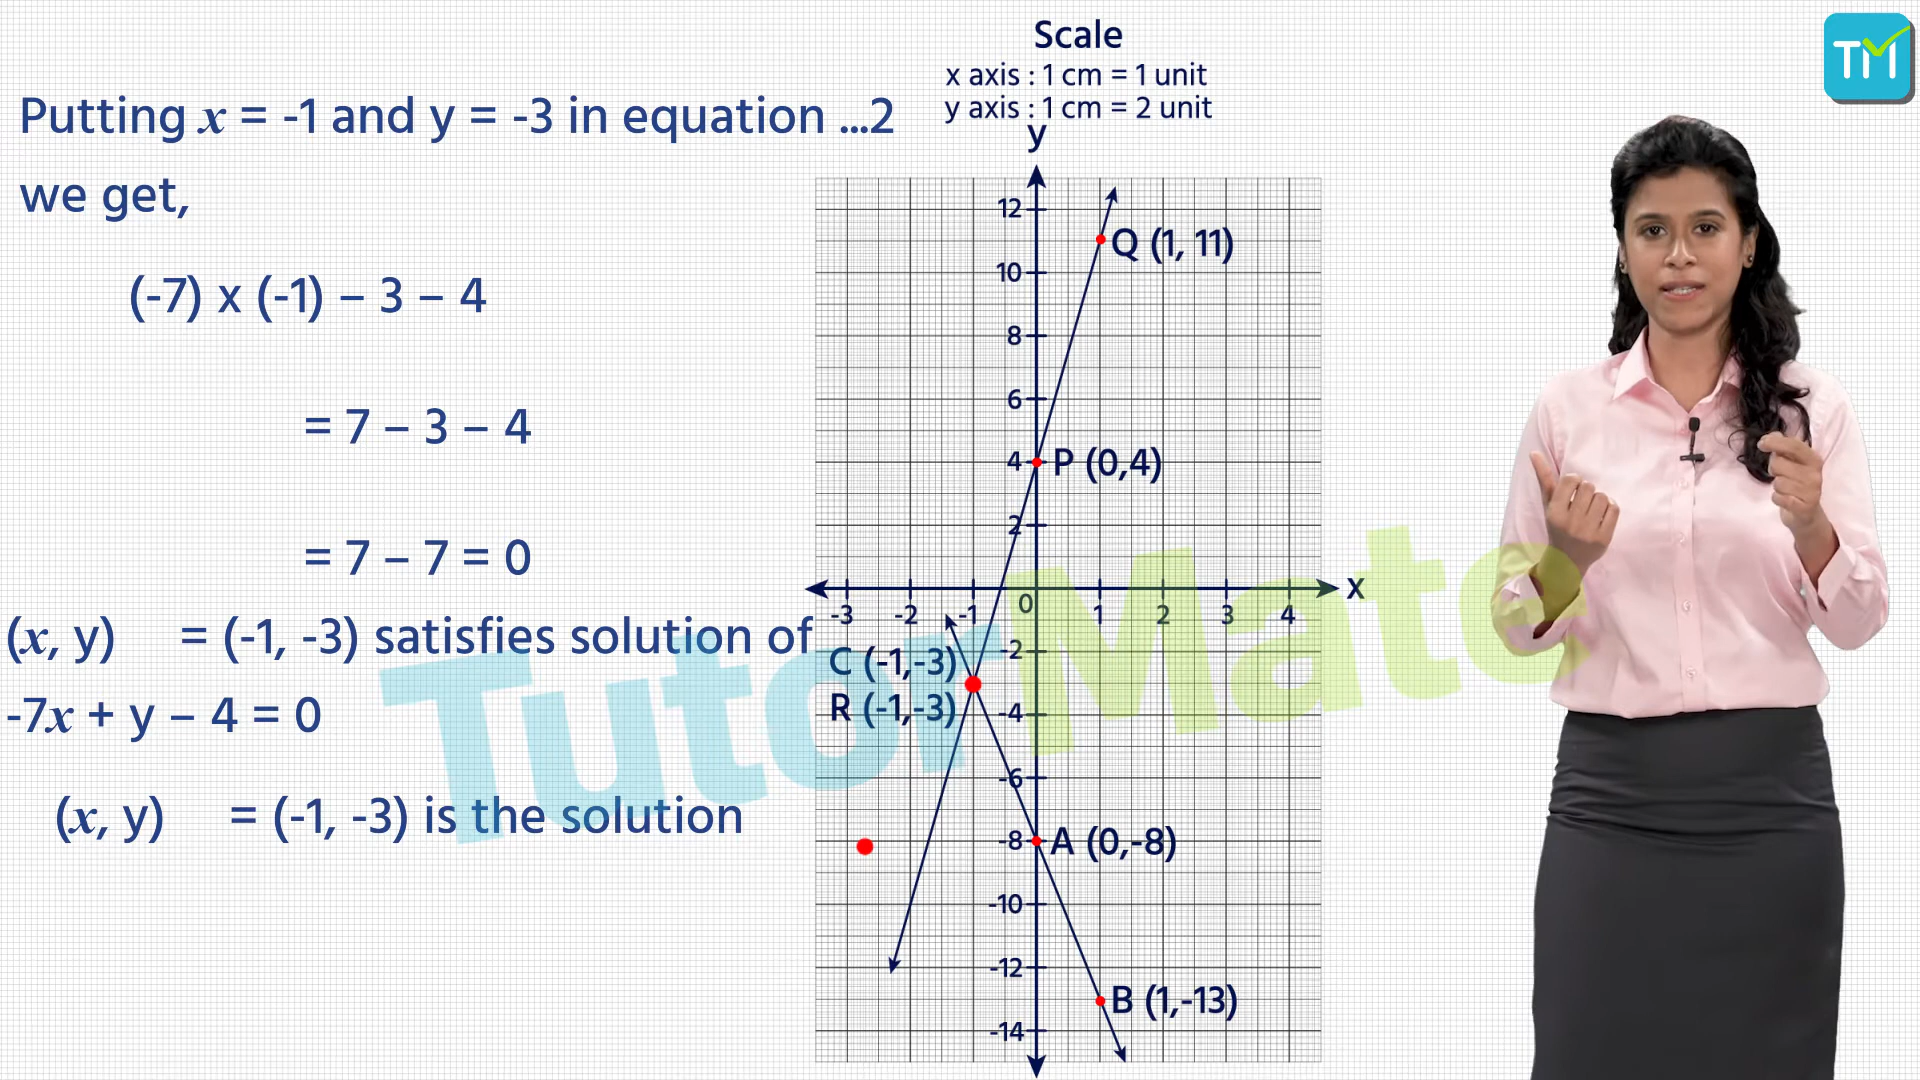 Scale
x axis : 1 cm = 1 unit
y axis : 1 cm = 2 unit
TM
Putting x = -1 and y = -3 in equation ...2
we get,
(-7) x (-1) – 3 – 4
= 7 – 3 – 4
= 7 – 7 = 0
(x, y) = (-1, -3) satisfies solution of
-7x + y – 4 = 0
(x, y) = (-1, -3) is the solution
y
12
Q (1, 11)
10
8
6
4 P (0,4)
2
x
-3 -2 -1 0 1 2 3 4
-2
C (-1,-3)
R (-1,-3)
-4
-6
-8 A (0,-8)
-10
-12
B (1,-13)
-14
TutorMate